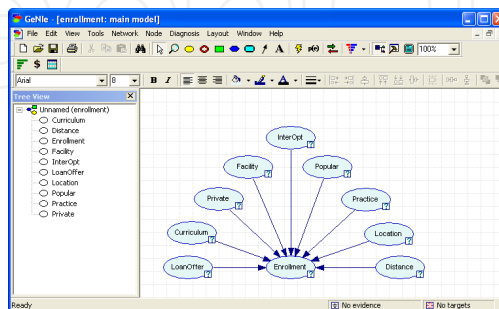 GeNIe - [enrollment: main model]
File Edit View Tools Network Node Diagnosis Layout Window Help
100%
Arial 8 B I
Tree View
Unnamed (enrollment)
Curriculum
Distance
Enrollment
Facility
InterOpt
LoanOffer
Location
Popular
Practice
Private
InterOpt
Facility
Popular
Private
Practice
Curriculum
Location
LoanOffer
Enrollment
Distance
Ready No evidence No targets